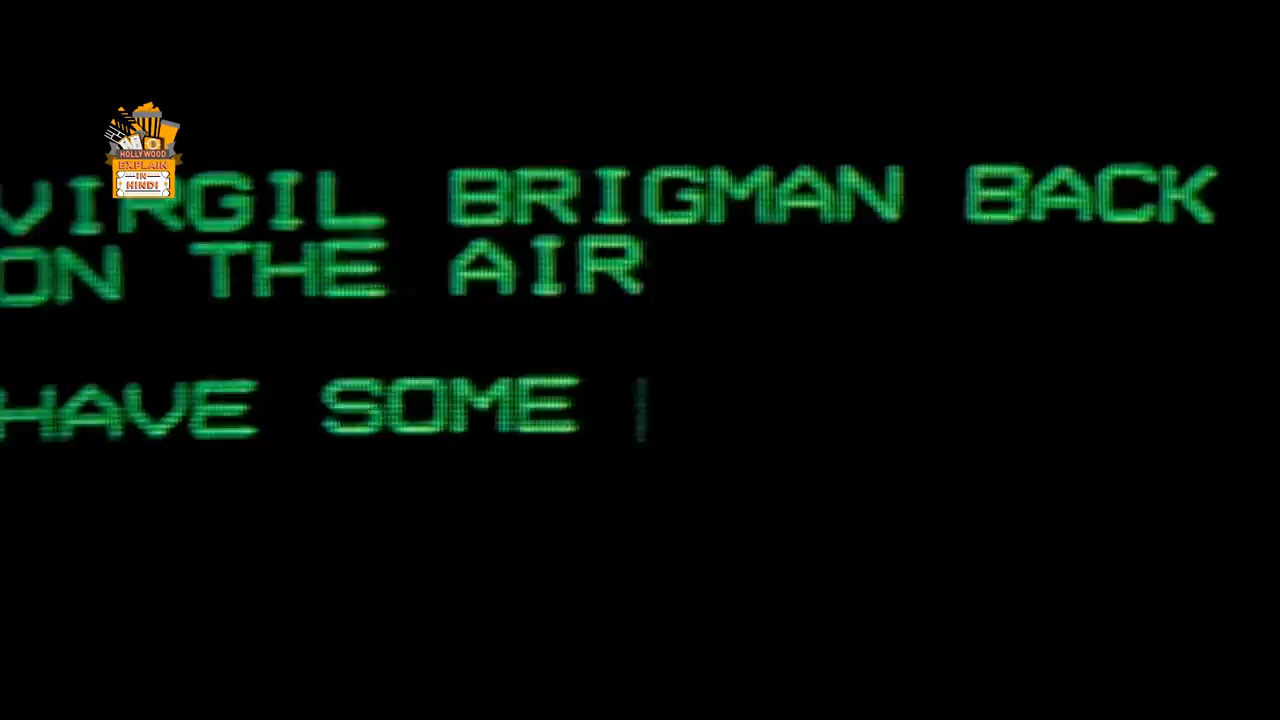 HOLLYWOOD
EXPLAIN
IN
HINDI
VIRGIL BRIGMAN BACK
ON THE AIR
HAVE SOME